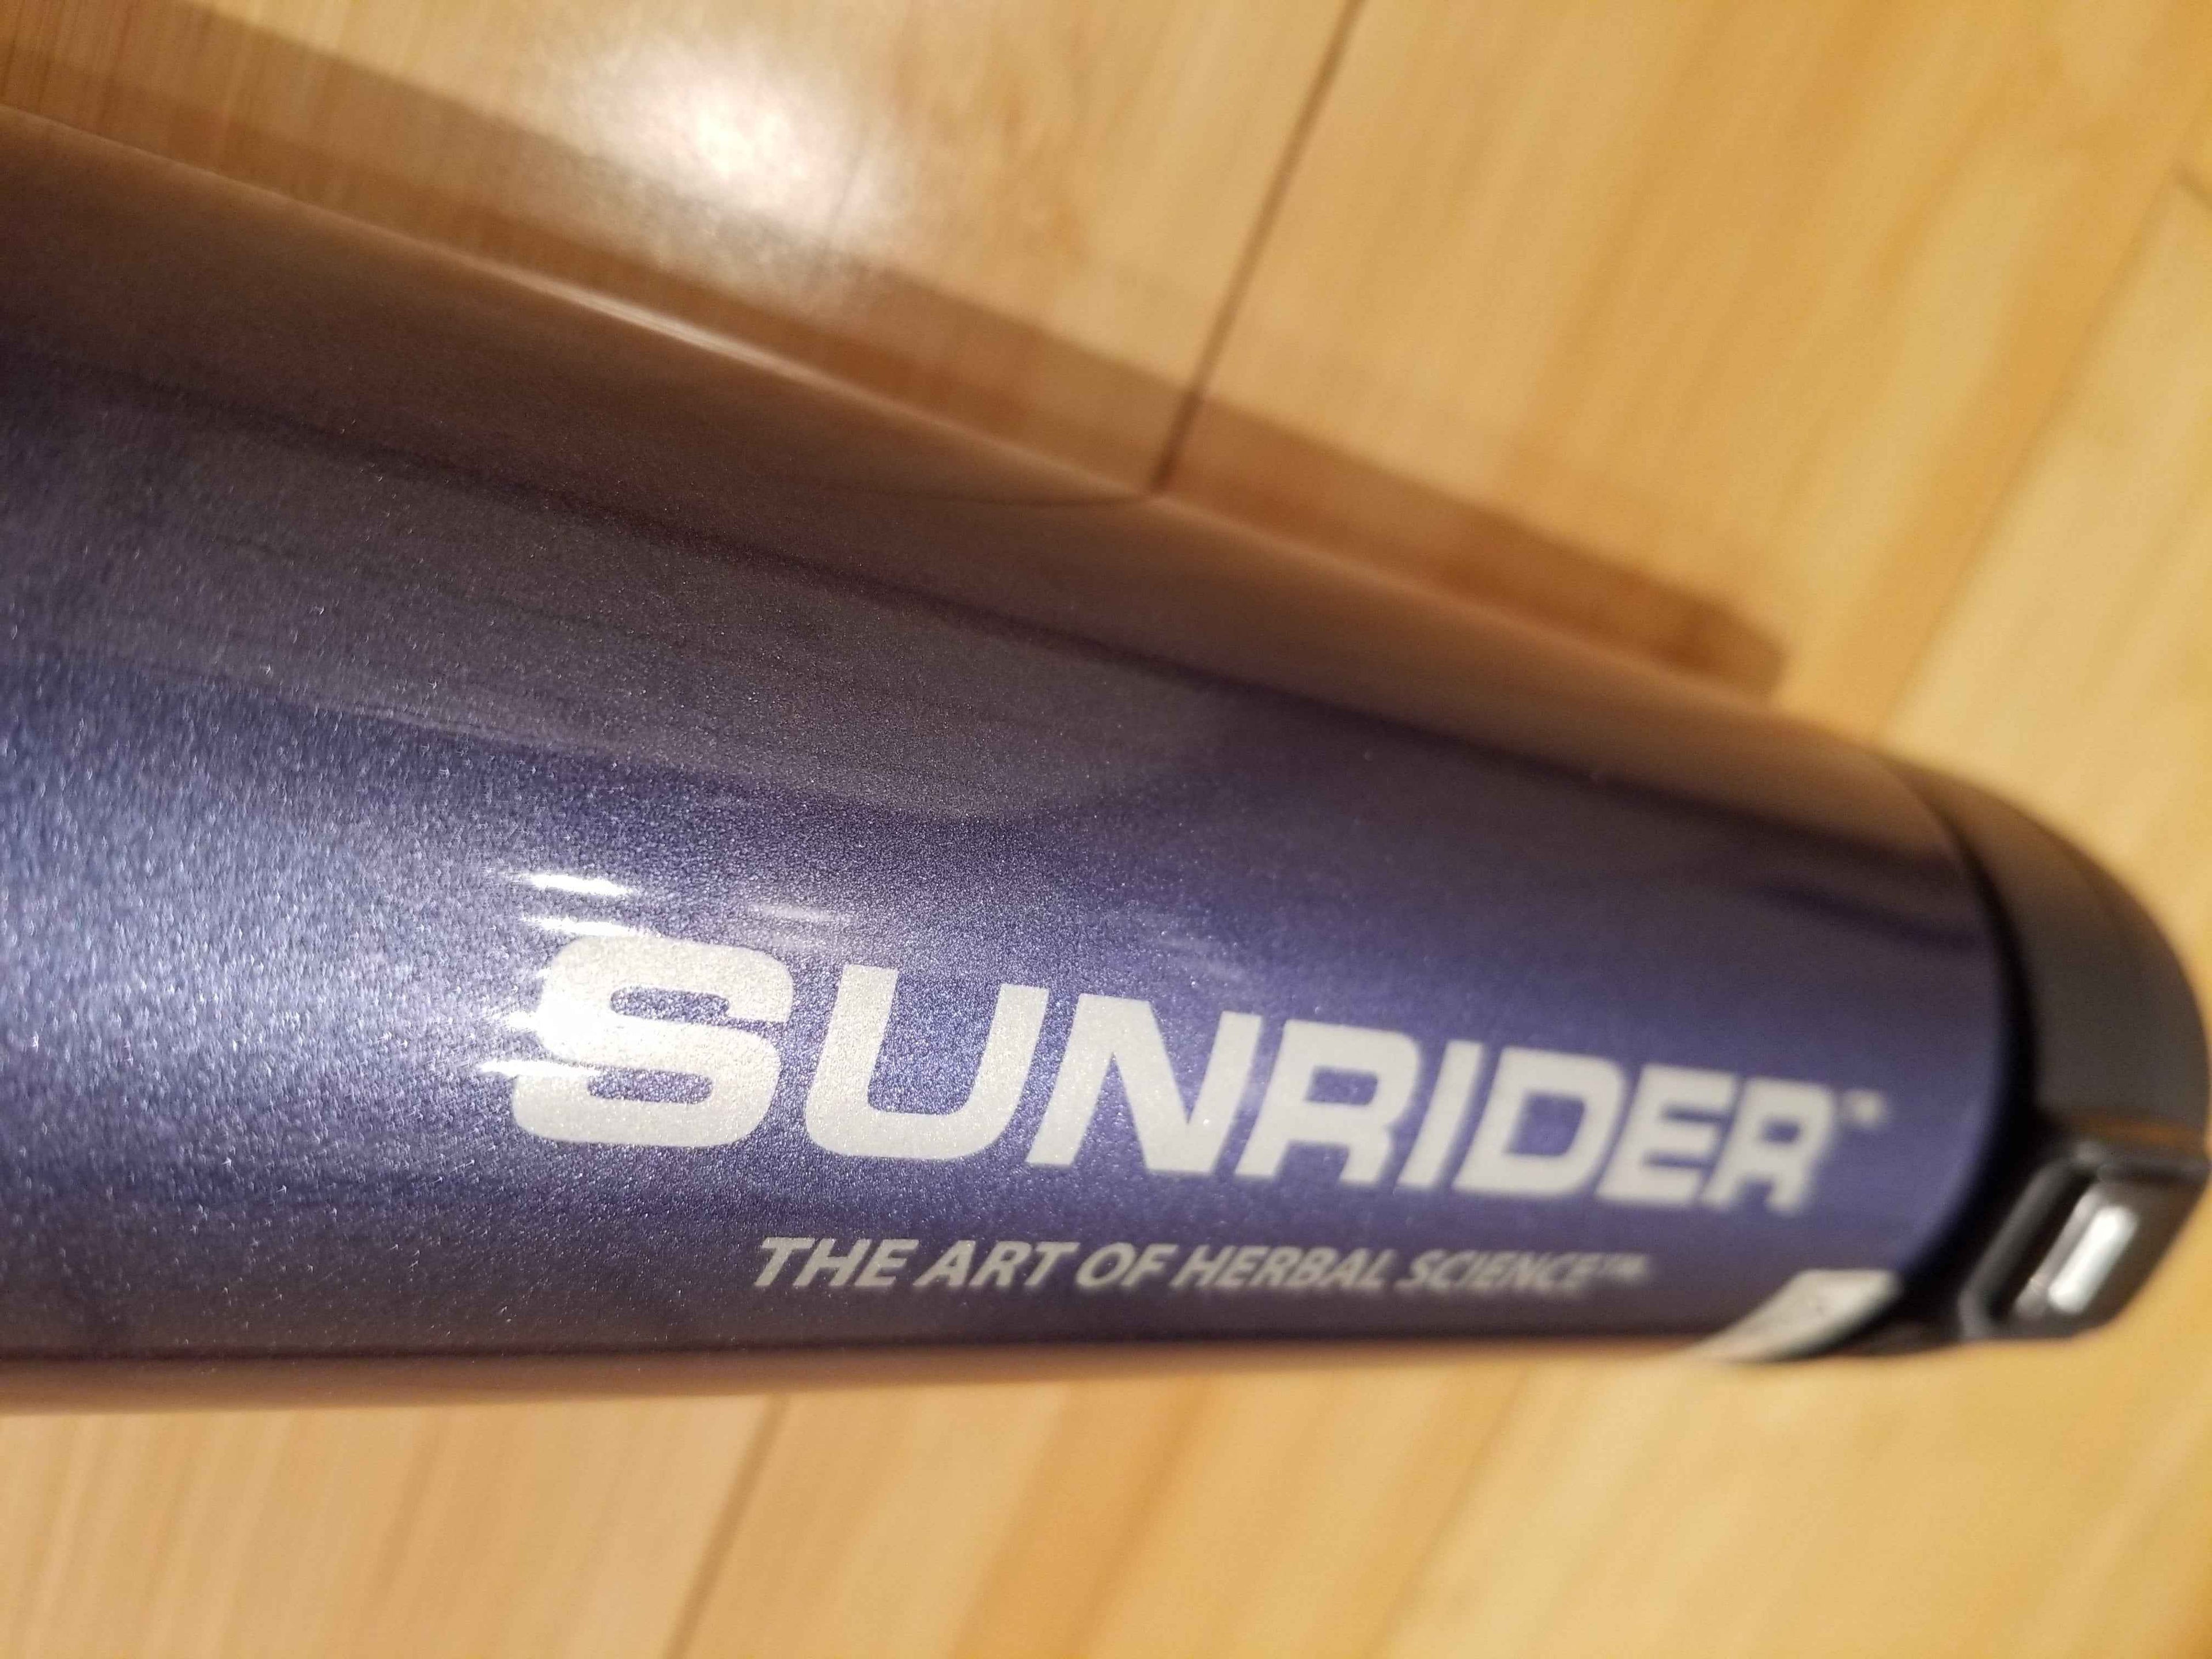 SUNRIDER™
THE ART OF HERBAL SCIENCE™